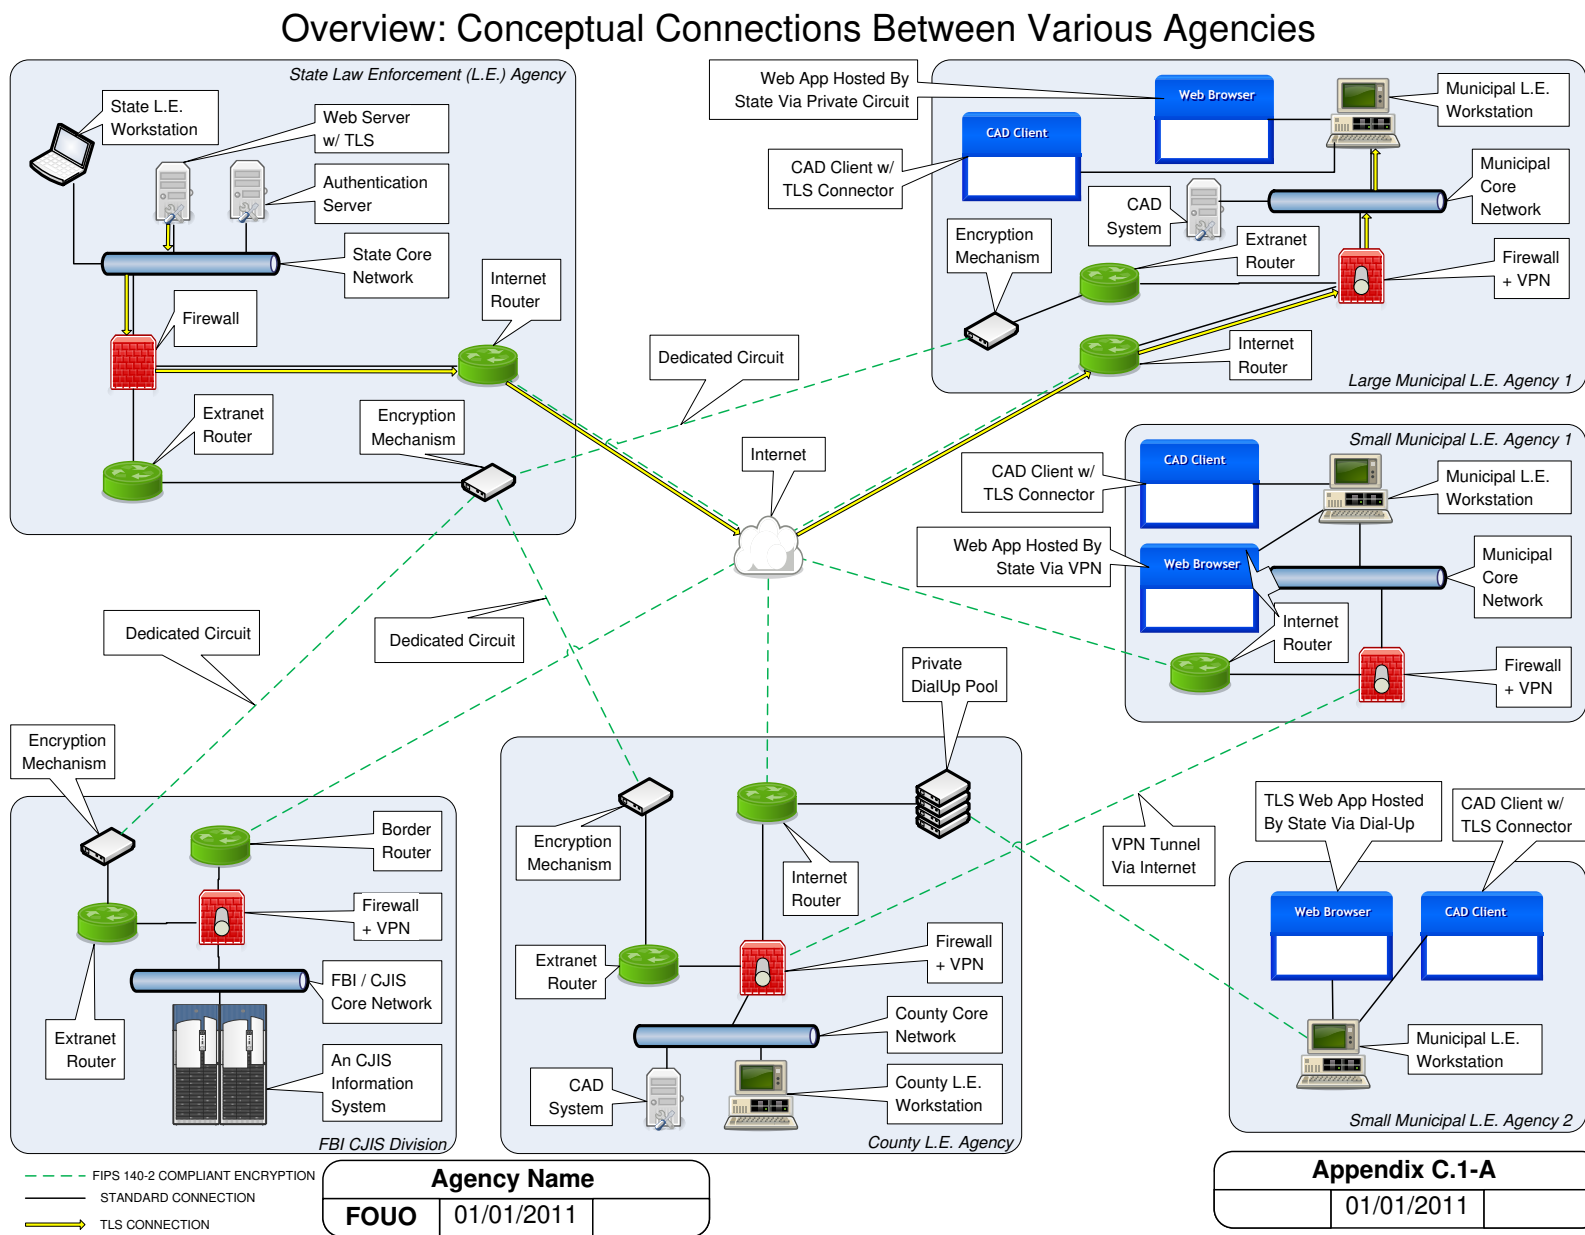 Overview: Conceptual Connections Between Various Agencies
State Law Enforcement (L.E.) Agency
State L.E.
Workstation
Web Server
w/ TLS
Authentication
Server
State Core
Network
Internet
Router
Firewall
Extranet
Router
Encryption
Mechanism
Dedicated Circuit
Internet
Web App Hosted By
State Via Private Circuit
Web Browser
Municipal L.E.
Workstation
CAD Client
CAD Client w/
TLS Connector
Municipal
Core
Network
CAD
System
Encryption
Mechanism
Extranet
Router
Firewall
+ VPN
Internet
Router
Large Municipal L.E. Agency 1
Small Municipal L.E. Agency 1
CAD Client
CAD Client w/
TLS Connector
Municipal L.E.
Workstation
Web App Hosted By
State Via VPN
Web Browser
Municipal
Core
Network
Internet
Router
Firewall
+ VPN
Dedicated Circuit
Dedicated Circuit
Private
DialUp Pool
Encryption
Mechanism
Border
Router
Firewall
+ VPN
FBI / CJIS
Core Network
Extranet
Router
An CJIS
Information
System
FBI CJIS Division
Encryption
Mechanism
Internet
Router
Extranet
Router
Firewall
+ VPN
County Core
Network
CAD
System
County L.E.
Workstation
County L.E. Agency
VPN Tunnel
Via Internet
TLS Web App Hosted
By State Via Dial-Up
CAD Client w/
TLS Connector
Web Browser
CAD Client
Municipal L.E.
Workstation
Small Municipal L.E. Agency 2
FIPS 140-2 COMPLIANT ENCRYPTION
STANDARD CONNECTION
TLS CONNECTION
Agency Name
FOUO 01/01/2011
Appendix C.1-A
01/01/2011